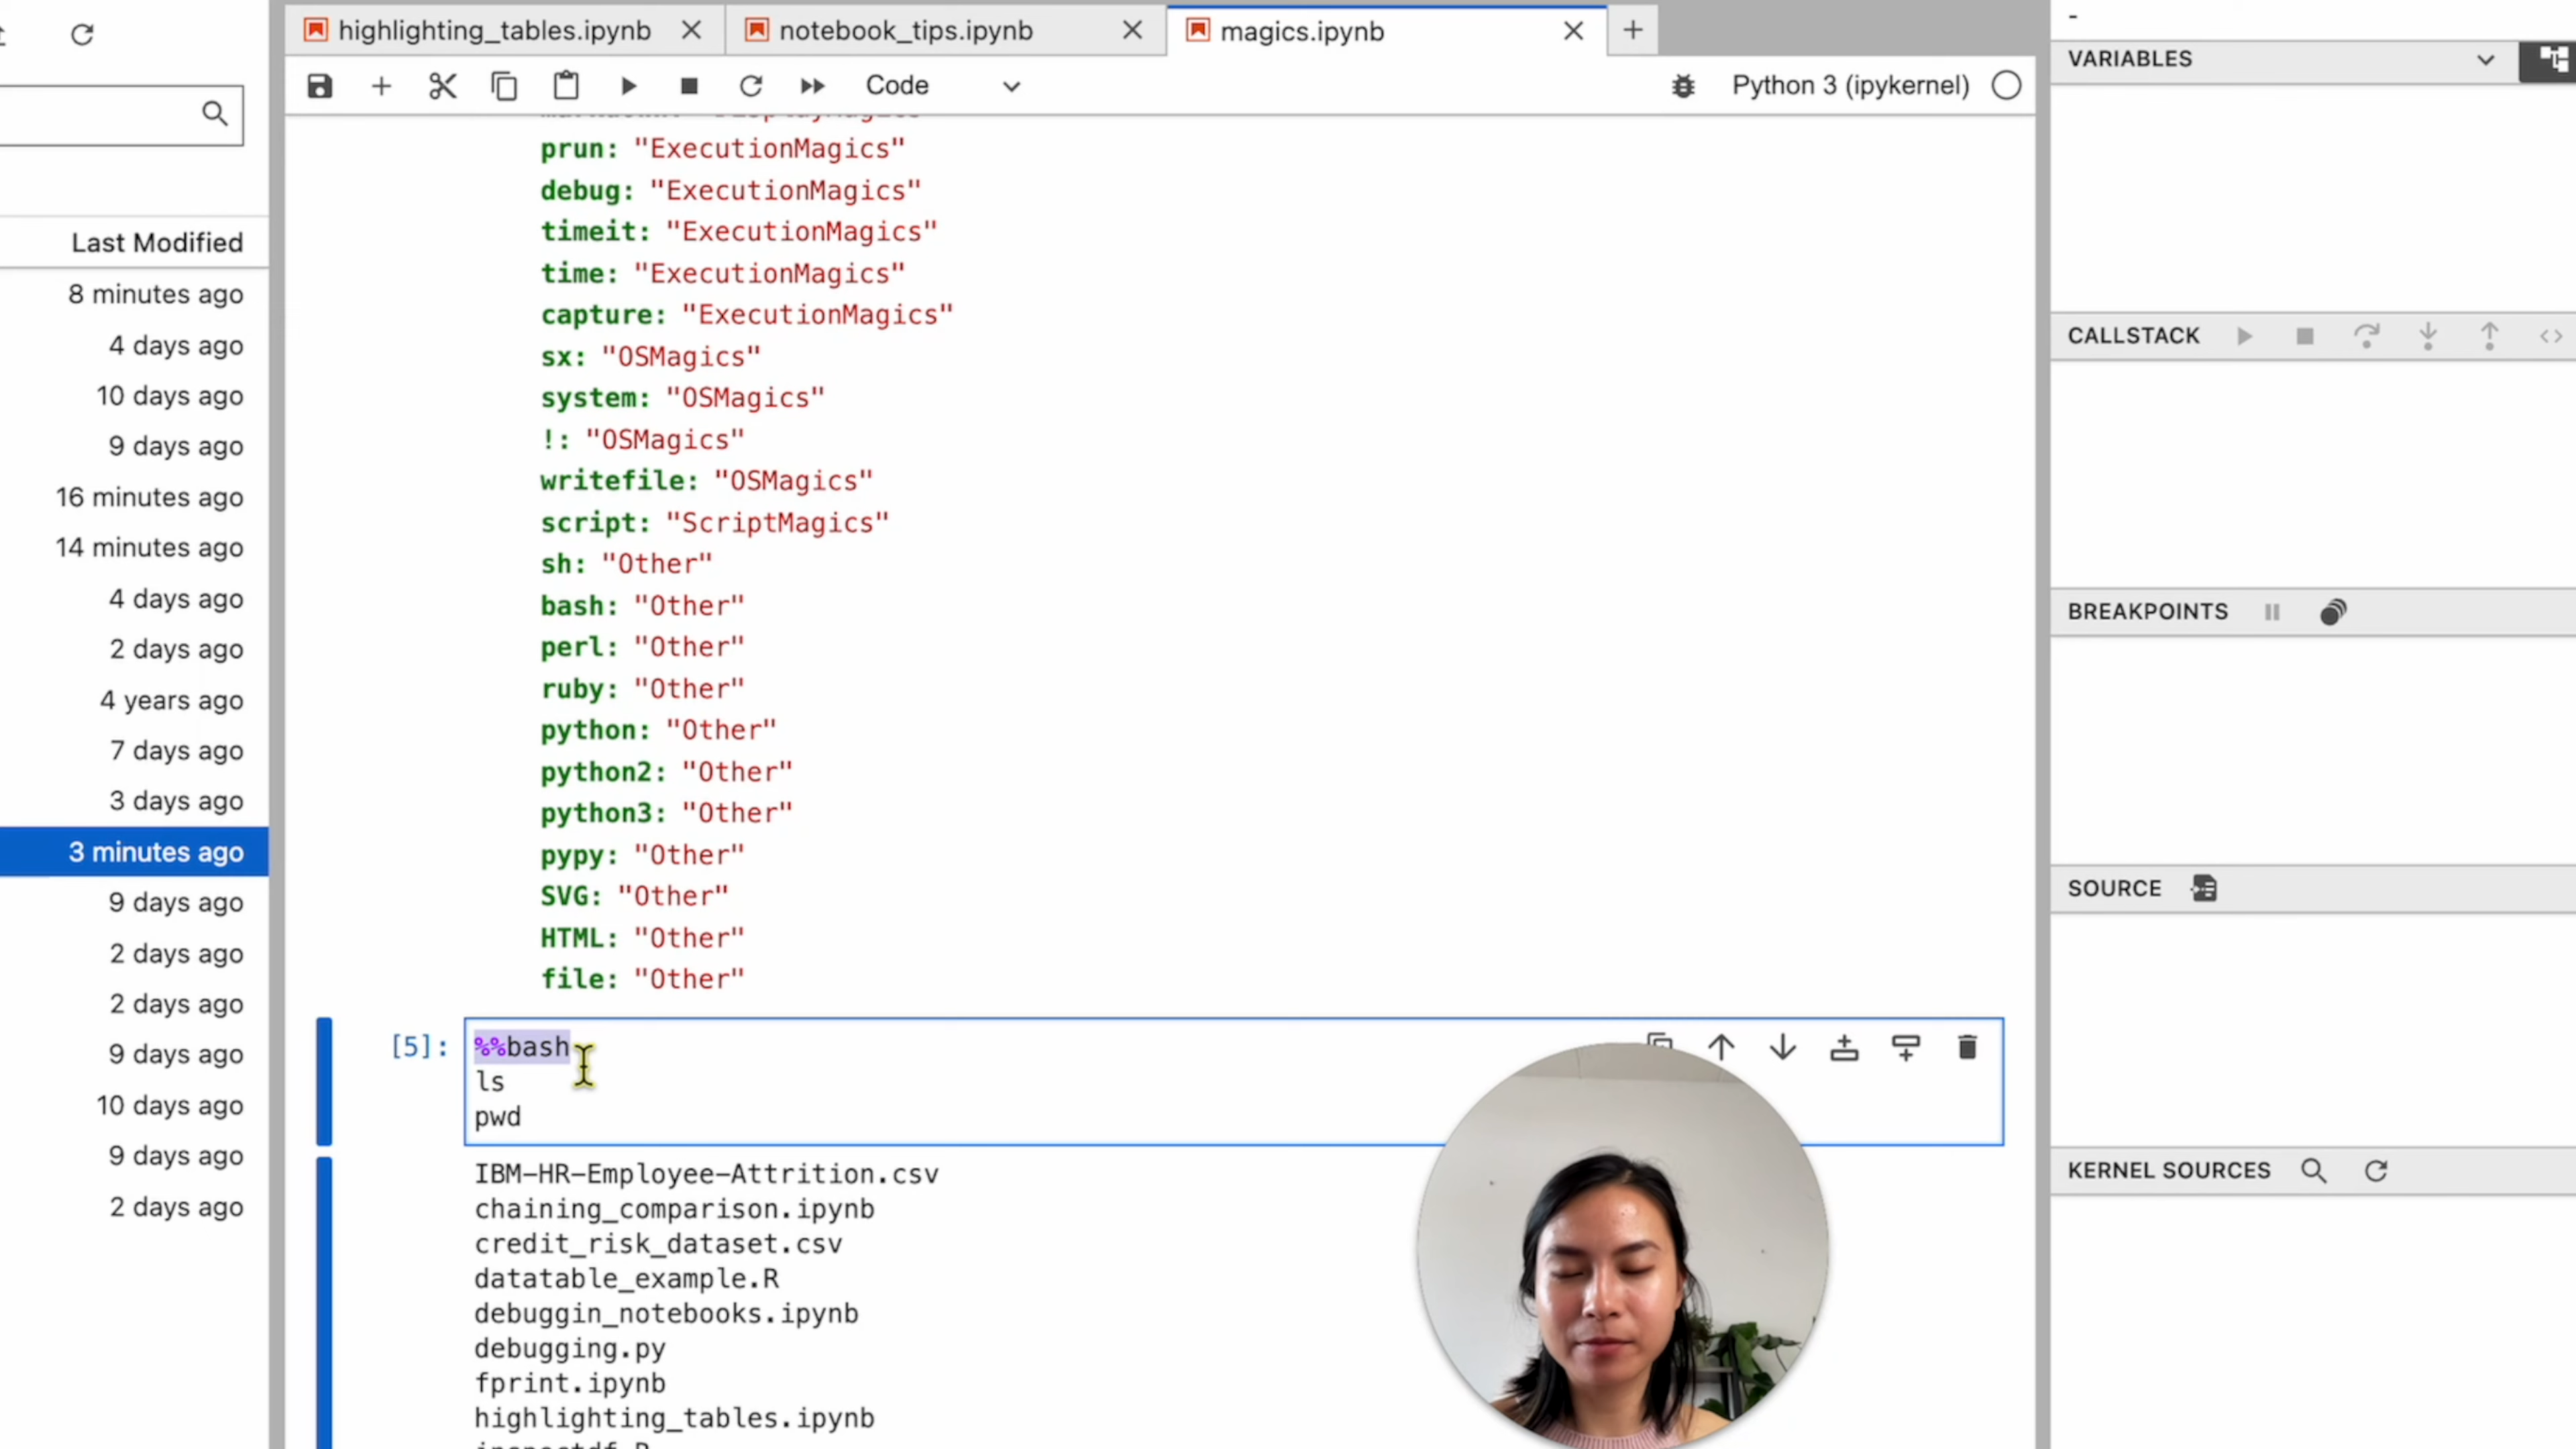 highlighting_tables.ipynb
notebook_tips.ipynb
magics.ipynb
Code
Python 3 (ipykernel)
Last Modified
8 minutes ago
4 days ago
10 days ago
9 days ago
16 minutes ago
14 minutes ago
4 days ago
2 days ago
4 years ago
7 days ago
3 days ago
3 minutes ago
9 days ago
2 days ago
2 days ago
9 days ago
10 days ago
9 days ago
2 days ago
prun: "ExecutionMagics"
debug: "ExecutionMagics"
timeit: "ExecutionMagics"
time: "ExecutionMagics"
capture: "ExecutionMagics"
sx: "OSMagics"
system: "OSMagics"
!: "OSMagics"
writefile: "OSMagics"
script: "ScriptMagics"
sh: "Other"
bash: "Other"
perl: "Other"
ruby: "Other"
python: "Other"
python2: "Other"
python3: "Other"
pypy: "Other"
SVG: "Other"
HTML: "Other"
file: "Other"
[5]:
%%bash
ls
pwd
IBM-HR-Employee-Attrition.csv
chaining_comparison.ipynb
credit_risk_dataset.csv
datatable_example.R
debuggin_notebooks.ipynb
debugging.py
fprint.ipynb
highlighting_tables.ipynb
VARIABLES
CALLSTACK
BREAKPOINTS
SOURCE
KERNEL SOURCES